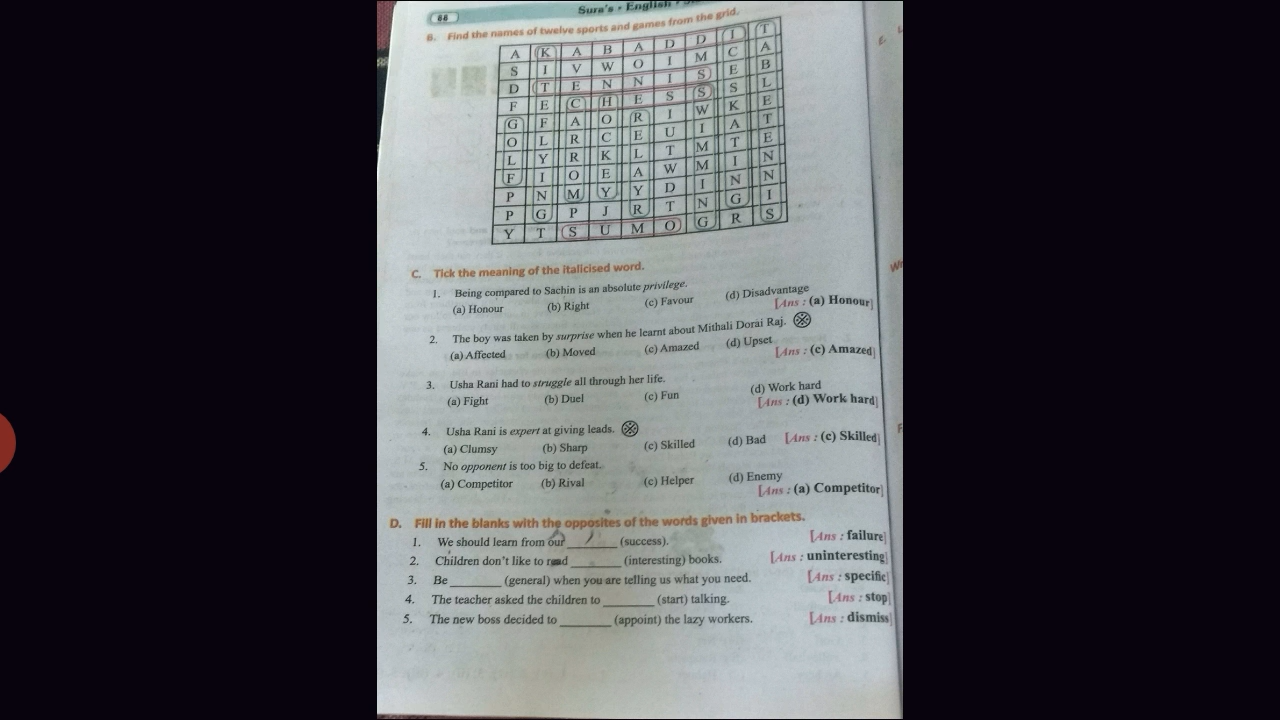 66
Sura's • English •
B. Find the names of twelve sports and games from the grid.
A K A B A D D I T
S I V W O I M C A
D T E N N I S E B
F E C H E S S S L
G F A O R I W K E
O L R C E U I A T
L Y R K L T M T E
F I O E A W M I N
P N M Y Y D I N N
P G P J R T N G I
Y T S U M O G R S
C. Tick the meaning of the italicised word.
1. Being compared to Sachin is an absolute privilege.
(a) Honour (b) Right (c) Favour (d) Disadvantage
[Ans : (a) Honour]
2. The boy was taken by surprise when he learnt about Mithali Dorai Raj.
(a) Affected (b) Moved (c) Amazed (d) Upset
[Ans : (c) Amazed]
3. Usha Rani had to struggle all through her life.
(a) Fight (b) Duel (c) Fun (d) Work hard
[Ans : (d) Work hard]
4. Usha Rani is expert at giving leads.
(a) Clumsy (b) Sharp (c) Skilled (d) Bad [Ans : (c) Skilled]
5. No opponent is too big to defeat.
(a) Competitor (b) Rival (c) Helper (d) Enemy
[Ans : (a) Competitor]
D. Fill in the blanks with the opposites of the words given in brackets.
1. We should learn from our ________ (success). [Ans : failure]
2. Children don't like to read ________ (interesting) books. [Ans : uninteresting]
3. Be ________ (general) when you are telling us what you need. [Ans : specific]
4. The teacher asked the children to ________ (start) talking. [Ans : stop]
5. The new boss decided to ________ (appoint) the lazy workers. [Ans : dismiss]